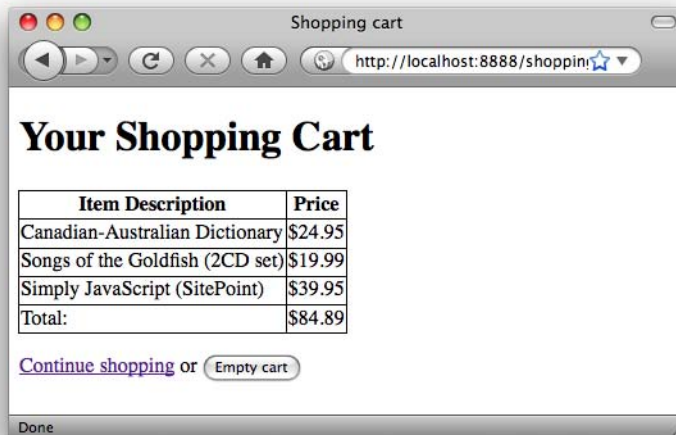 Shopping cart
http://localhost:8888/shopping
Your Shopping Cart
Item Description Price
Canadian-Australian Dictionary $24.95
Songs of the Goldfish (2CD set) $19.99
Simply JavaScript (SitePoint) $39.95
Total: $84.89
Continue shopping or Empty cart
Done